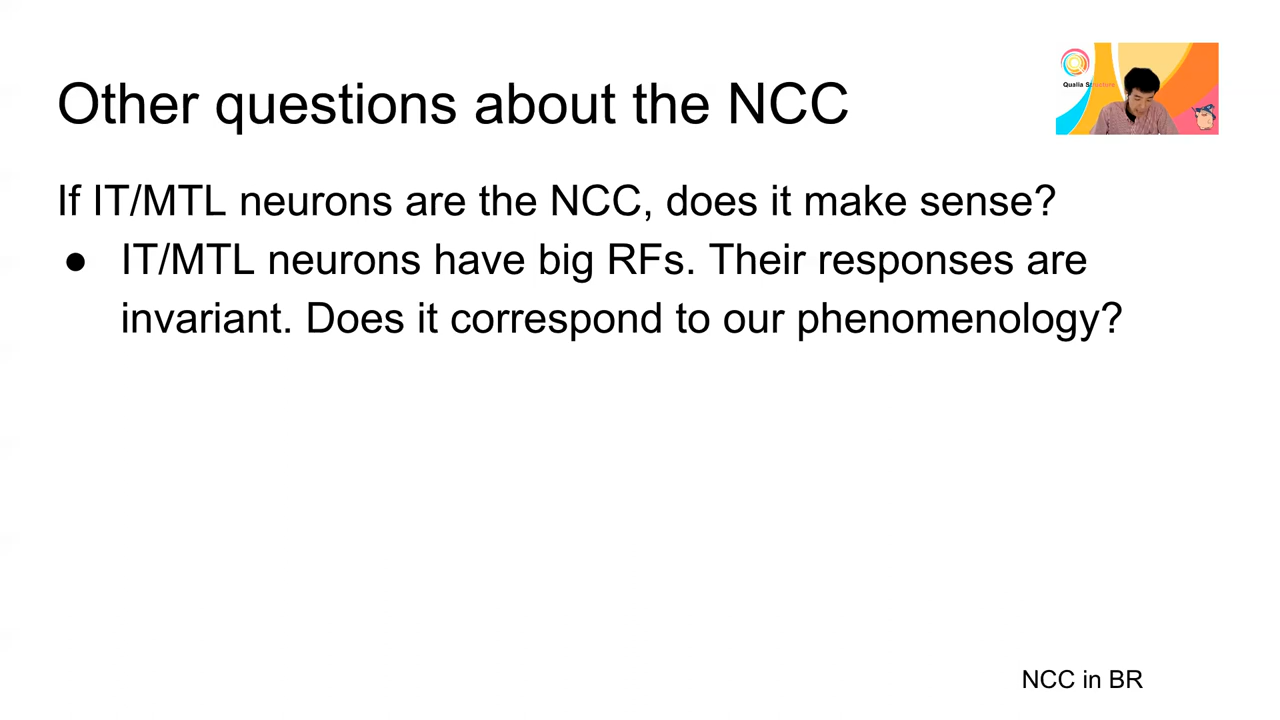 Other questions about the NCC
Qualia Structure
If IT/MTL neurons are the NCC, does it make sense?
● IT/MTL neurons have big RFs. Their responses are
invariant. Does it correspond to our phenomenology?
NCC in BR